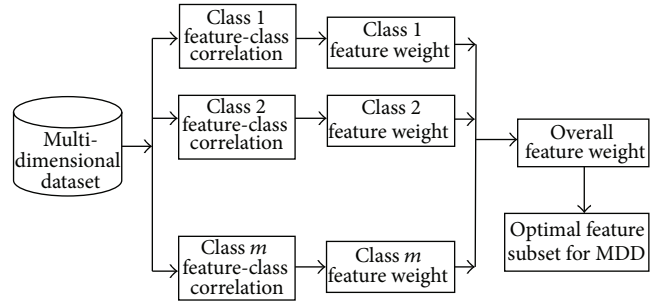 Multi-
dimensional
dataset
Class 1
feature-class
correlation
Class 1
feature weight
Class 2
feature-class
correlation
Class 2
feature weight
Class m
feature-class
correlation
Class m
feature weight
Overall
feature weight
Optimal feature
subset for MDD